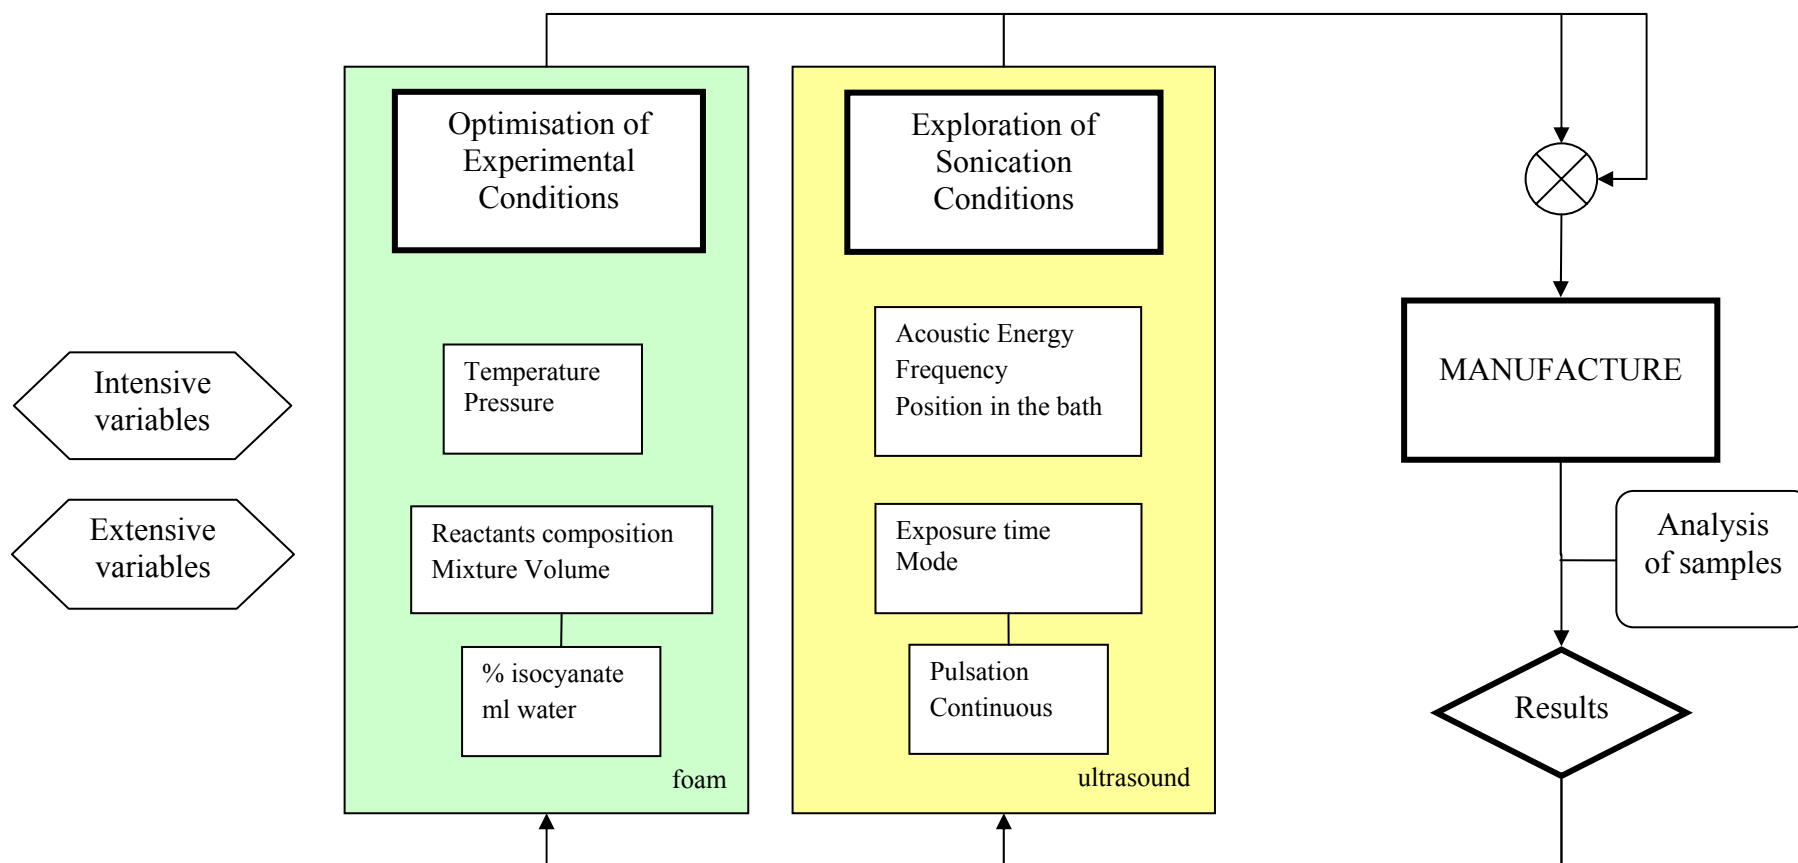 Optimisation of
Experimental
Conditions
Exploration of
Sonication
Conditions
Intensive
variables
Temperature
Pressure
Acoustic Energy
Frequency
Position in the bath
MANUFACTURE
Extensive
variables
Reactants composition
Mixture Volume
Exposure time
Mode
Analysis
of samples
% isocyanate
ml water
Pulsation
Continuous
Results
foam
ultrasound